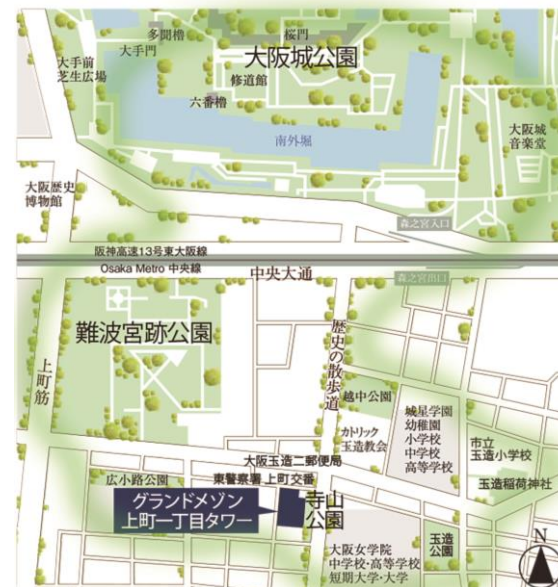 多聞櫓
桜門
大手門
大阪城公園
大手前
芝生広場
修道館
六番櫓
大阪城
音楽堂
南外堀
大阪歴史
博物館
森之宮入口
阪神高速13号東大阪線
Osaka Metro 中央線
中央大通
森之宮出口
難波宮跡公園
歴史の散歩道
上町筋
越中公園
城星学園
幼稚園
小学校
中学校
高等学校
カトリック
玉造教会
市立
玉造小学校
大阪玉造二郵便局
東警察署 上町交番
広小路公園
玉造稲荷神社
グランドメゾン
上町一丁目タワー
寺山
公園
大阪女学院
中学校・高等学校
短期大学・大学
玉造
公園
N